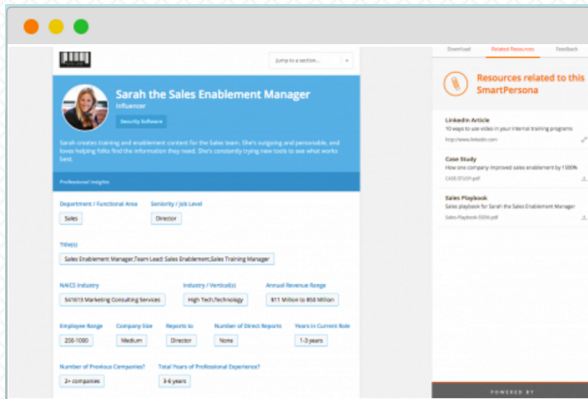 Jump to a section...
Sarah the Sales Enablement Manager
Influencer
Security Software
Sarah creates training and enablement content for the Sales team. She's outgoing and personable, and
loves helping folks find the information they need. She's constantly trying new tools to see what works
best.
Professional Insights
Department / Functional Area
Seniority / Job Level
Sales
Director
Title(s)
Sales Enablement Manager,Team Lead: Sales Enablement,Sales Training Manager
NAICS Industry
Industry / Vertical(s)
Annual Revenue Range
541613 Marketing Consulting Services
High Tech,Technology
$11 Million to $50 Million
Employee Range
Company Size
Reports to
Number of Direct Reports
Years in Current Role
250-1000
Medium
Director
None
1-3 years
Number of Previous Companies?
Total Years of Professional Experience?
2+ companies
3-6 years
Download
Related Resources
Feedback
Resources related to this
SmartPersona
LinkedIn Article
10 ways to use video in your internal training programs
http://www.linkedin.com
Case Study
How one company improved sales enablement by
CASE-STUDY.pdf
Sales Playbook
Sales playbook for Sarah the Sales Enablement Manager
POWERED BY